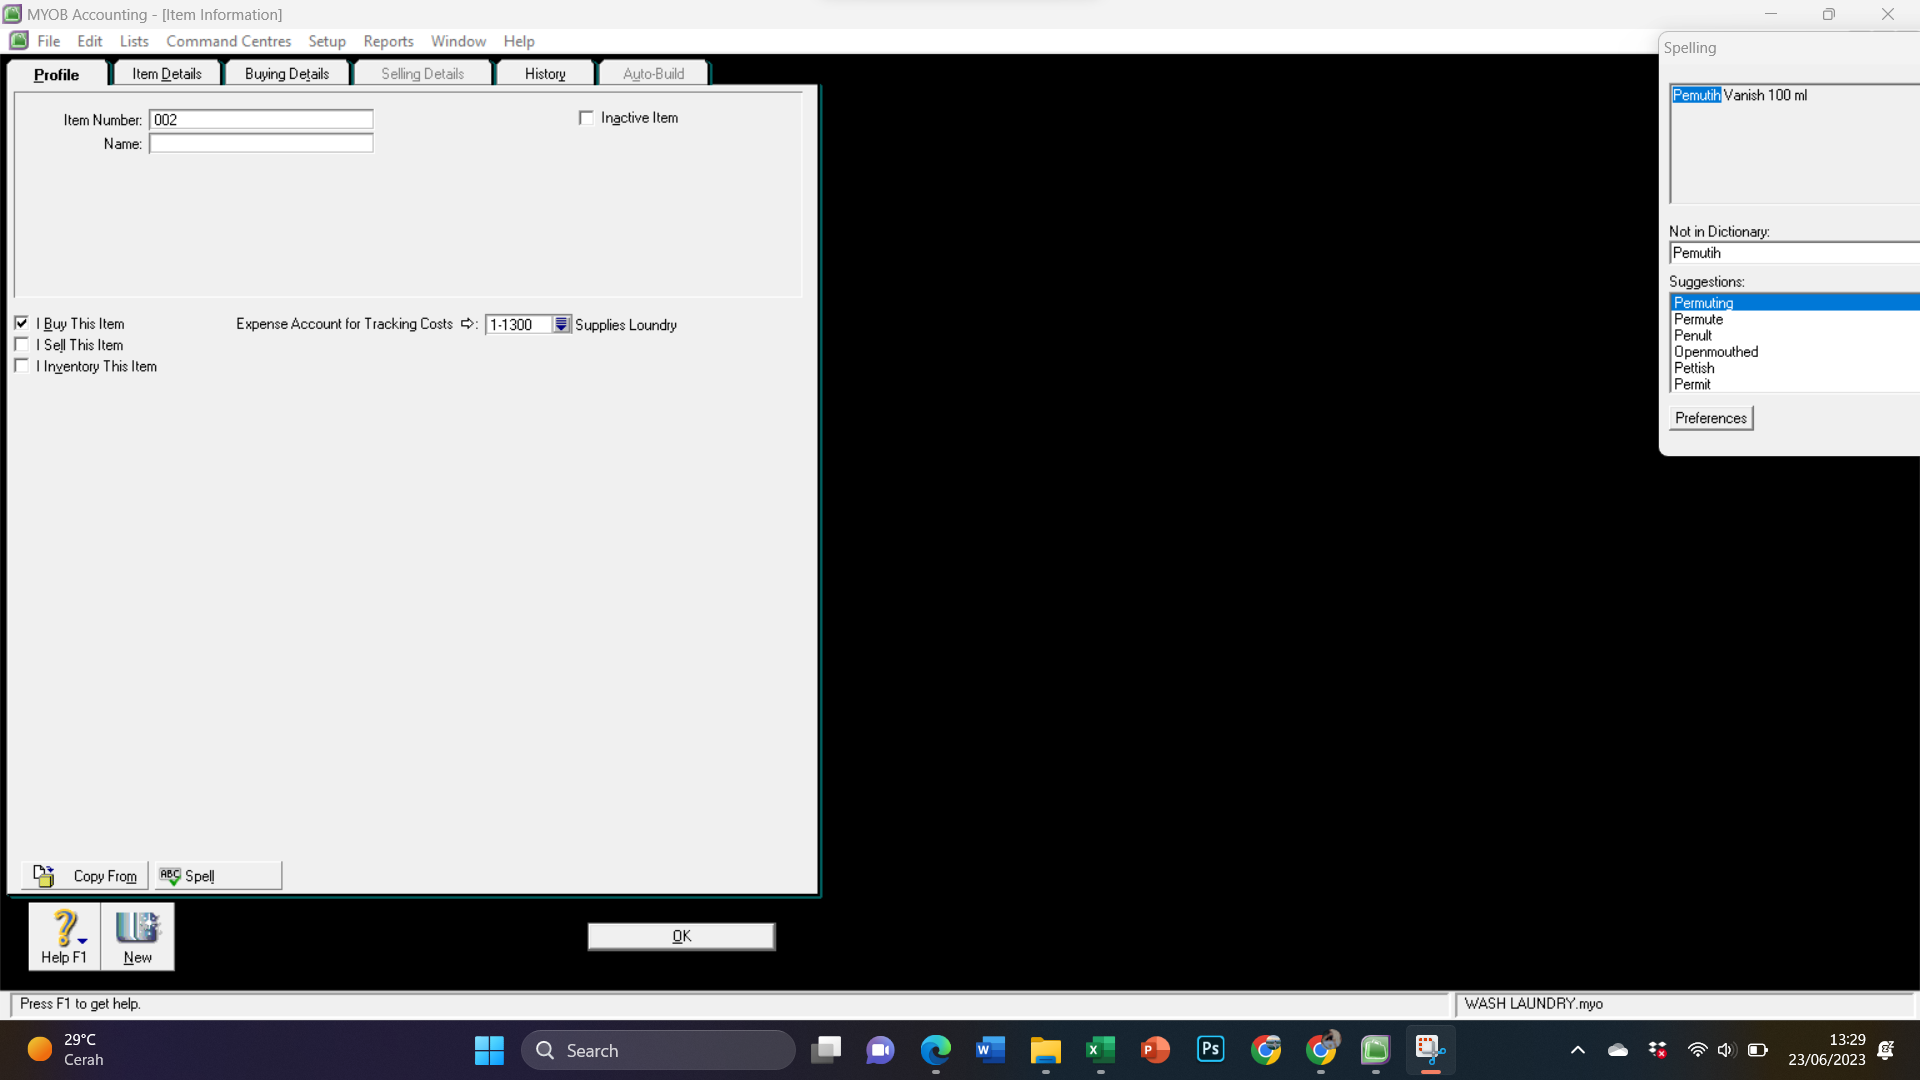 MYOB Accounting - [Item Information]
File Edit Lists Command Centres Setup Reports Window Help
Profile Item Details Buying Details Selling Details History Auto-Build
Item Number: 002
Inactive Item
Name:
I Buy This Item
Expense Account for Tracking Costs : 1-1300 Supplies Loundry
I Sell This Item
I Inventory This Item
Copy From
ABC Spell
Help F1
New
OK
Spelling
Pemutih Vanish 100 ml
Not in Dictionary:
Pemutih
Suggestions:
Permuting
Permute
Penult
Openmouthed
Pettish
Permit
Preferences
Press F1 to get help.
WASH LAUNDRY.myo
29°C
Cerah
Search
W
X
P
Ps
13:29
23/06/2023